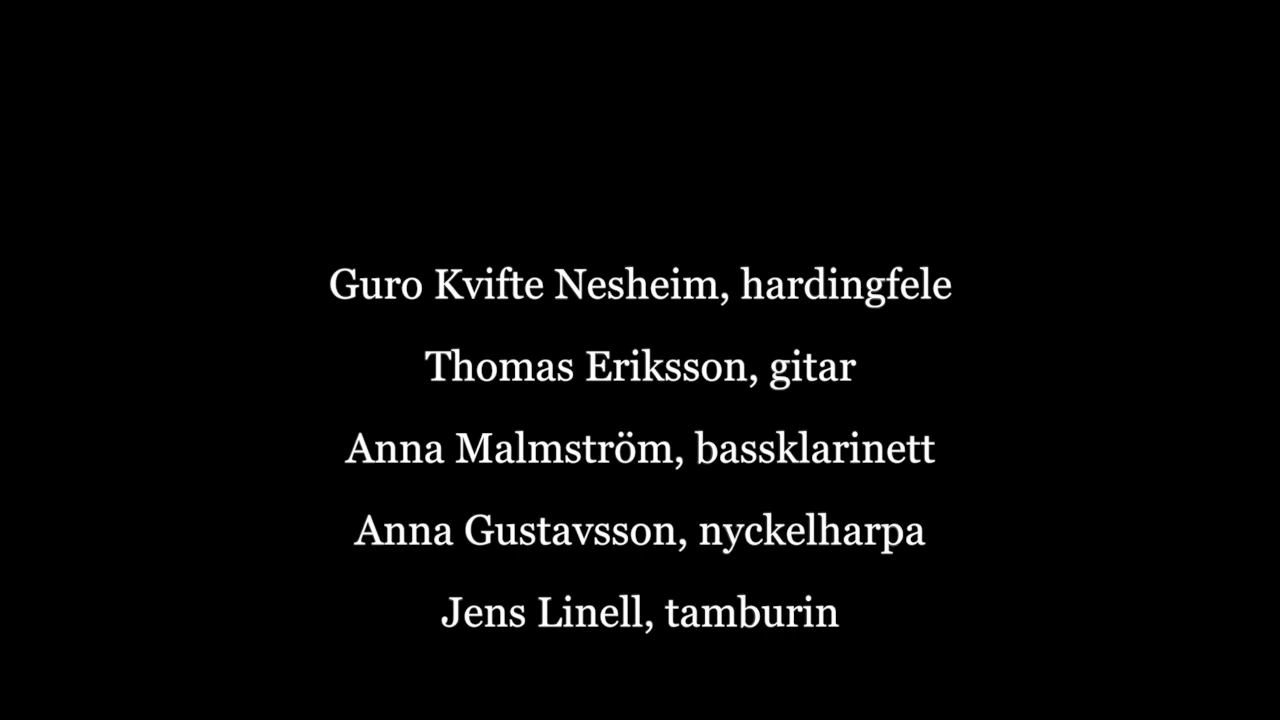 Guro Kvifte Nesheim, hardingfele
Thomas Eriksson, gitar
Anna Malmström, bassklarinett
Anna Gustavsson, nyckelharpa
Jens Linell, tamburin